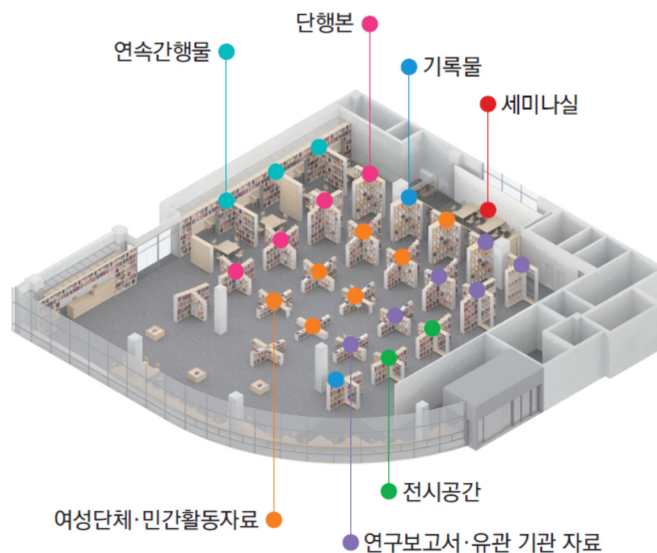 단행본
연속간행물
기록물
세미나실
전시공간
여성단체·민간활동자료
연구보고서·유관 기관 자료